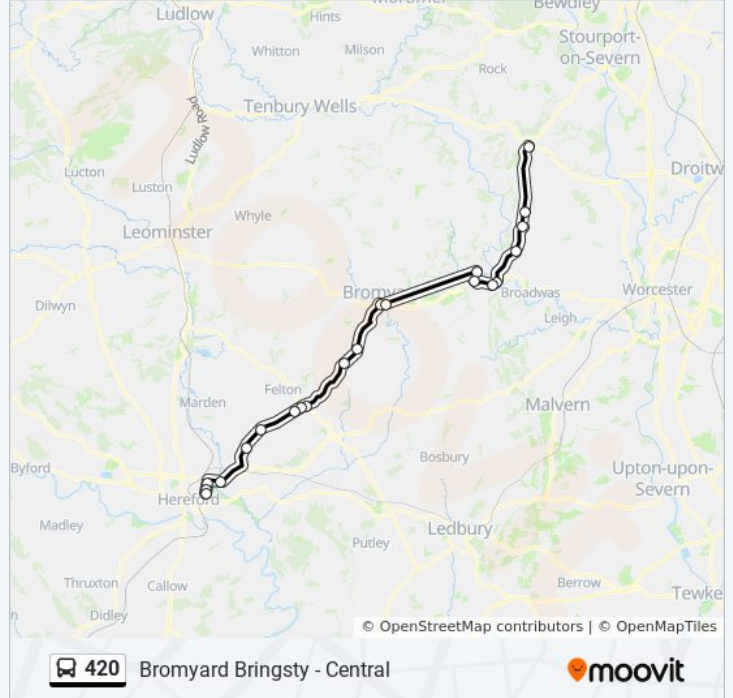 Mortimer
Bewdley
Ludlow
Hints
Stourport-
on-Severn
Whitton
Milson
Rock
Tenbury Wells
Ludlow Road
Droitw
Lucton
Luston
Whyle
Leominster
Bromya
Broadwas
Worcester
Dilwyn
Leigh
Felton
Marden
Malvern
Bosbury
Byford
Upton-upon-
Severn
Hereford
Madley
Ledbury
Putley
Thruxton
Callow
Berrow
Tewke
n
Didley
© OpenStreetMap contributors | © OpenMapTiles
420 Bromyard Bringsty - Central
moovit